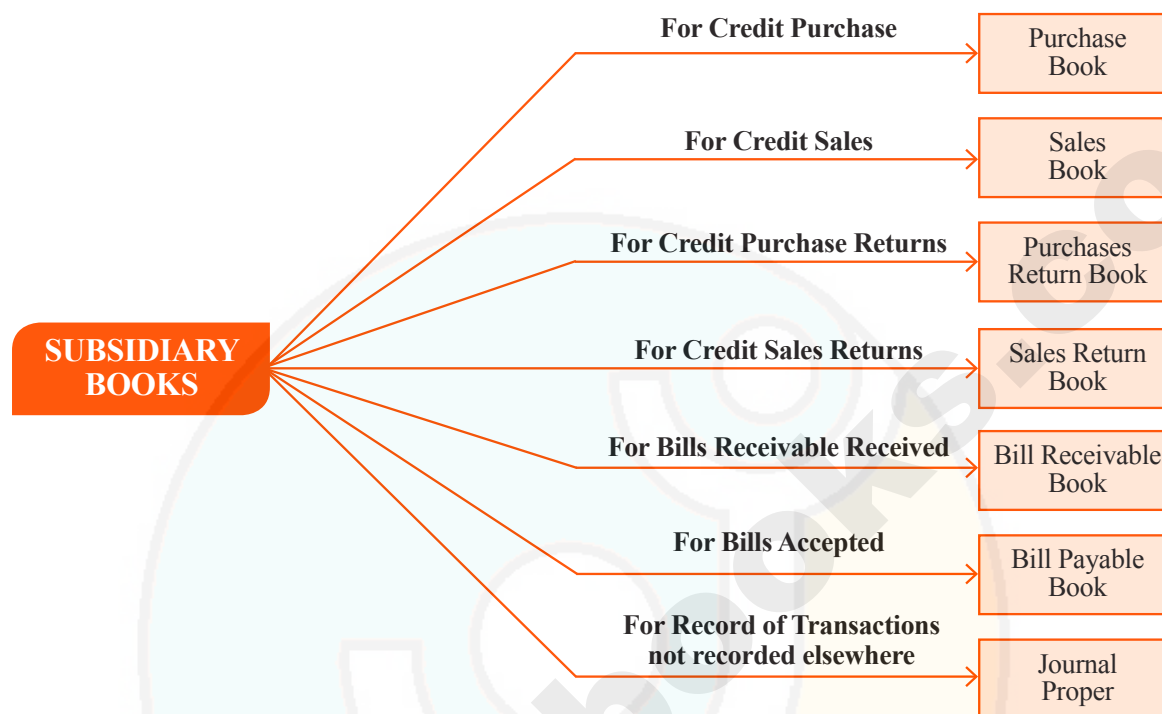 For Credit Purchase
Purchase
Book
For Credit Sales
Sales
Book
For Credit Purchase Returns
Purchases
Return Book
SUBSIDIARY
BOOKS
For Credit Sales Returns
Sales Return
Book
For Bills Receivable Received
Bill Receivable
Book
For Bills Accepted
Bill Payable
Book
For Record of Transactions
not recorded elsewhere
Journal
Proper